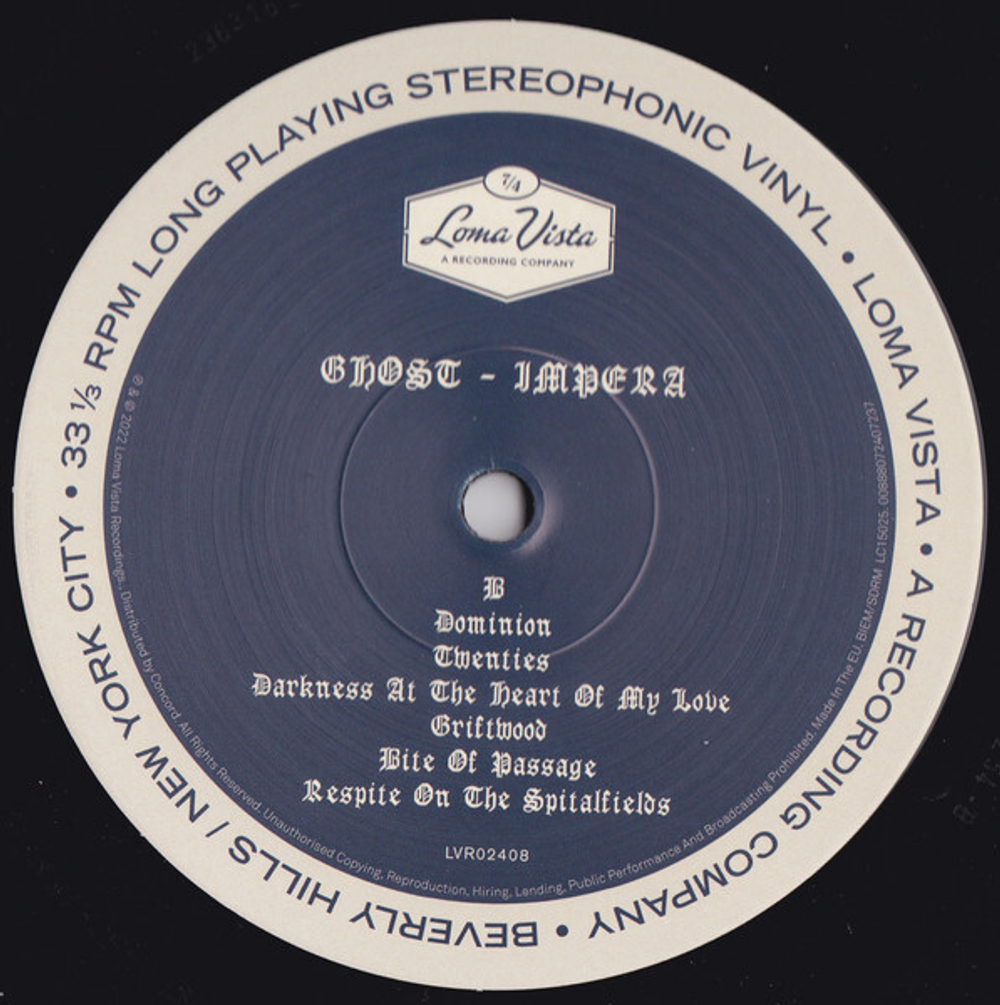 33 ⅓ RPM LONG PLAYING STEREOPHONIC VINYL • LOMA VISTA • A RECORDING COMPANY • BEVERLY HILLS / NEW YORK CITY •
7/4
Loma Vista
A RECORDING COMPANY
GHOST - IMPERA
B
Dominion
Twenties
Darkness At The Heart Of My Love
Griftwood
Bite Of Passage
Respite On The Spitalfields
LVR02408
℗ & © 2022 Loma Vista Recordings., Distributed by Concord. All Rights Reserved. Unauthorised Copying, Reproduction, Hiring, Lending, Public Performance And Broadcasting Prohibited. Made In The EU. BIEM/SDRM LC15025. 00888072407237